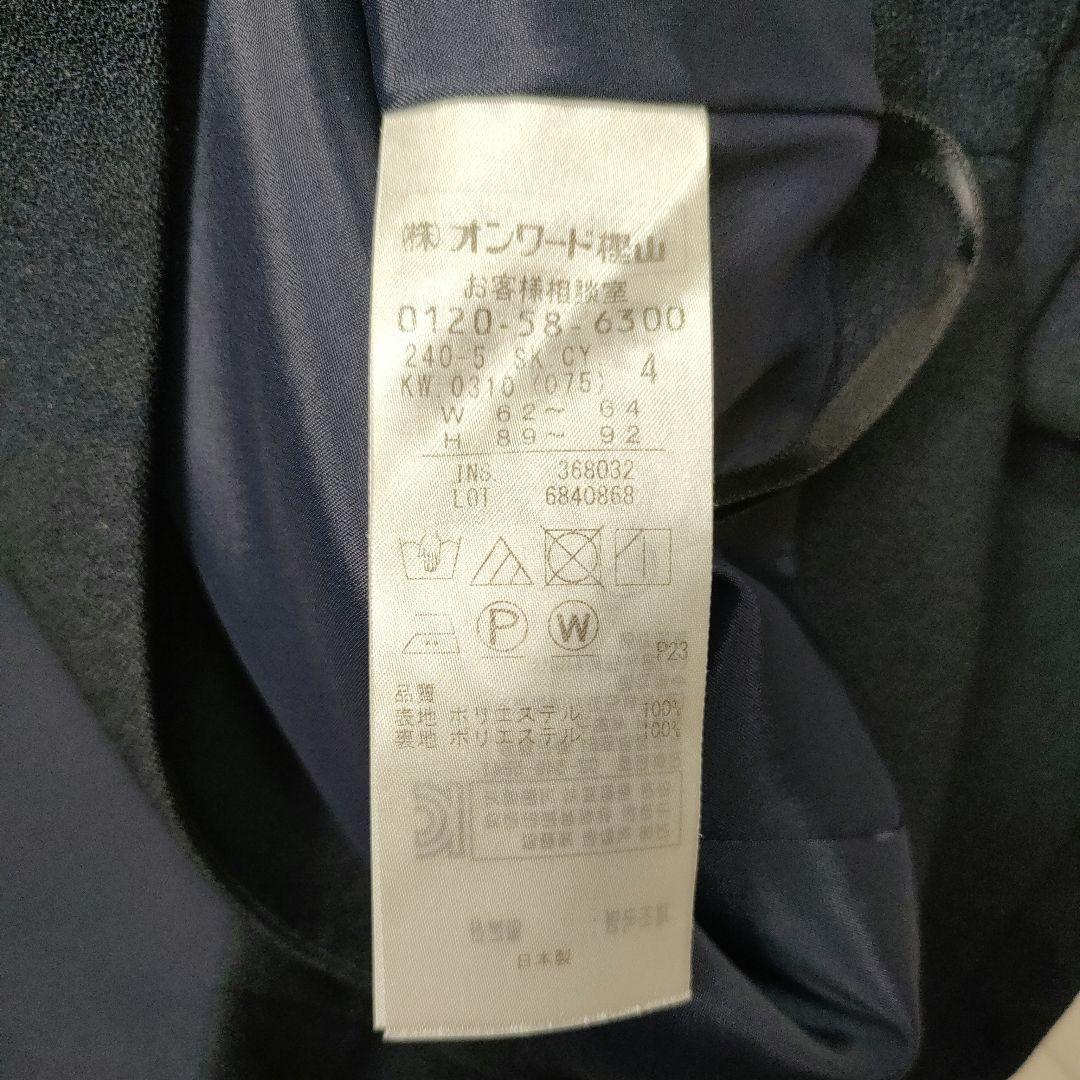 (株)オンワード樫山
お客様相談室
0120-58-6300
240-5 SK CY 4
KW.0310 (075)
W 62～ 64
H 89～ 92
INS. 368032
LOT 6840868
P
W
P23
品質
表地 ポリエステル 100%
裏地 ポリエステル 100%
日本製